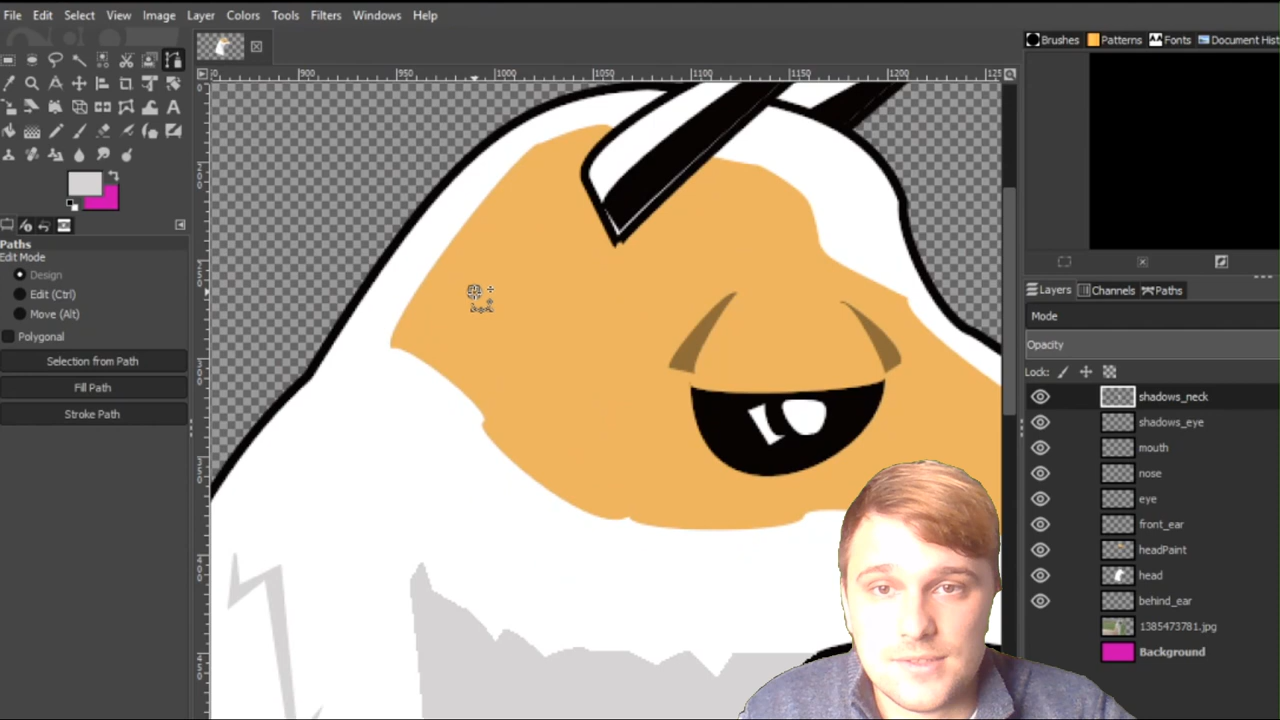 File Edit Select View Image Layer Colors Tools Filters Windows Help
Brushes Patterns Fonts Document Hist
900 950 1000 1050 1100 1150 1200
Paths
Edit Mode
Design
Edit (Ctrl)
Move (Alt)
Polygonal
Selection from Path
Fill Path
Stroke Path
Layers Channels Paths
Mode
Opacity
Lock:
shadows_neck
shadows_eye
mouth
nose
eye
front_ear
headPaint
head
behind_ear
1385473781.jpg
Background